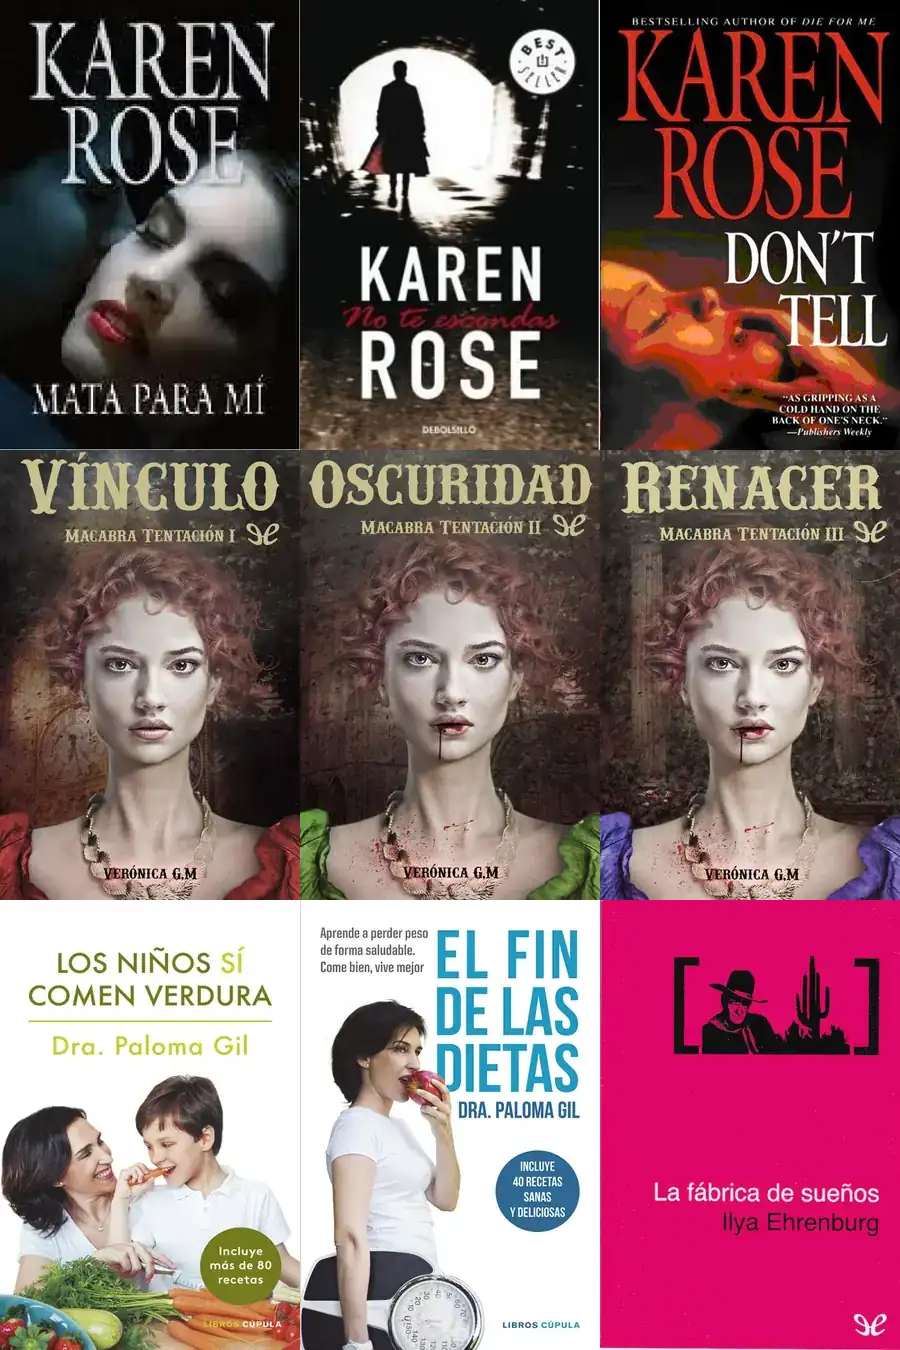 KAREN
ROSE
MATA PARA MÍ
BEST
SELLER
KAREN
No te escondas
ROSE
DEBOLSILLO
BESTSELLING AUTHOR OF DIE FOR ME
KAREN
ROSE
DON'T
TELL
"AS GRIPPING AS A
COLD HAND ON THE
BACK OF ONE'S NECK."
—Publishers Weekly
VÍNCULO
MACABRA TENTACIÓN I
VERÓNICA G,M
OSCURIDAD
MACABRA TENTACIÓN II
VERÓNICA G,M
RENACER
MACABRA TENTACIÓN III
VERÓNICA G,M
LOS NIÑOS SÍ
COMEN VERDURA
Dra. Paloma Gil
Incluye
más de 80
recetas
LIBROS CÚPULA
Aprende a perder peso
de forma saludable.
Come bien, vive mejor
EL FIN
DE LAS
DIETAS
DRA. PALOMA GIL
INCLUYE
40 RECETAS
SANAS
Y DELICIOSAS
LIBROS CÚPULA
La fábrica de sueños
Ilya Ehrenburg